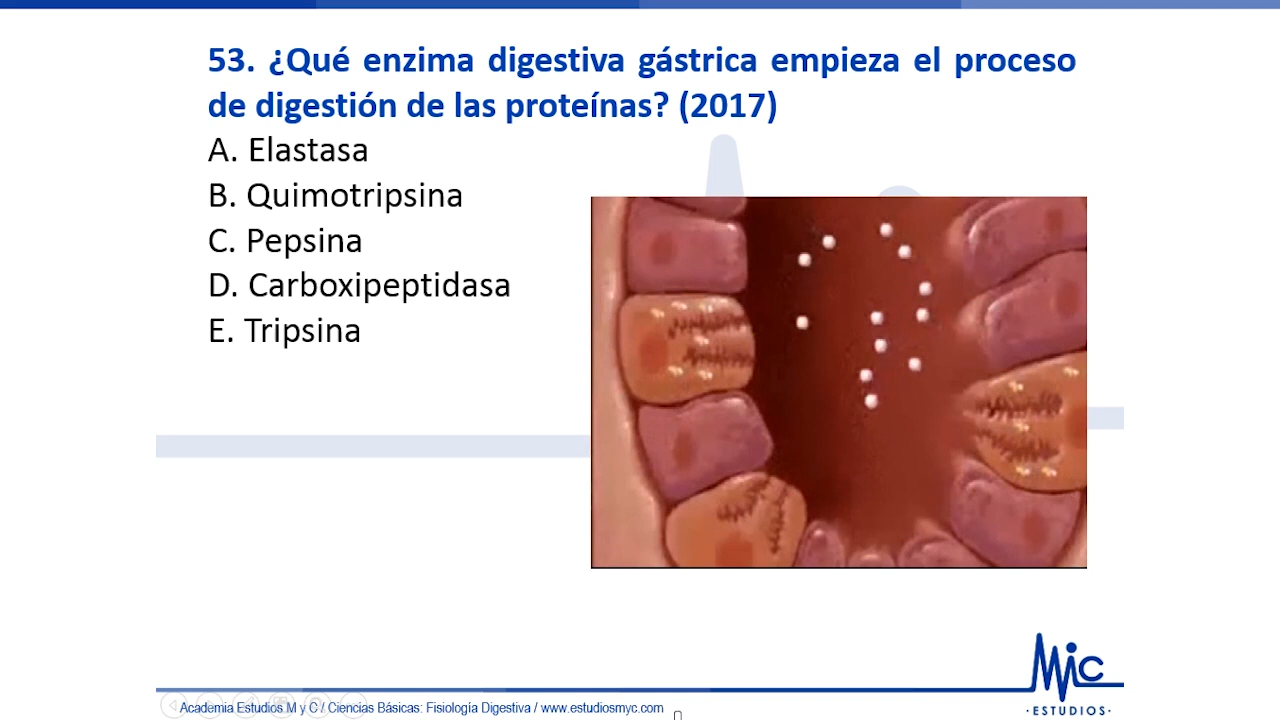 53. ¿Qué enzima digestiva gástrica empieza el proceso
de digestión de las proteínas? (2017)
A. Elastasa
B. Quimotripsina
C. Pepsina
D. Carboxipeptidasa
E. Tripsina
MiC
·ESTUDIOS·
Academia Estudios M y C / Ciencias Básicas: Fisiología Digestiva / www.estudiosmyc.com